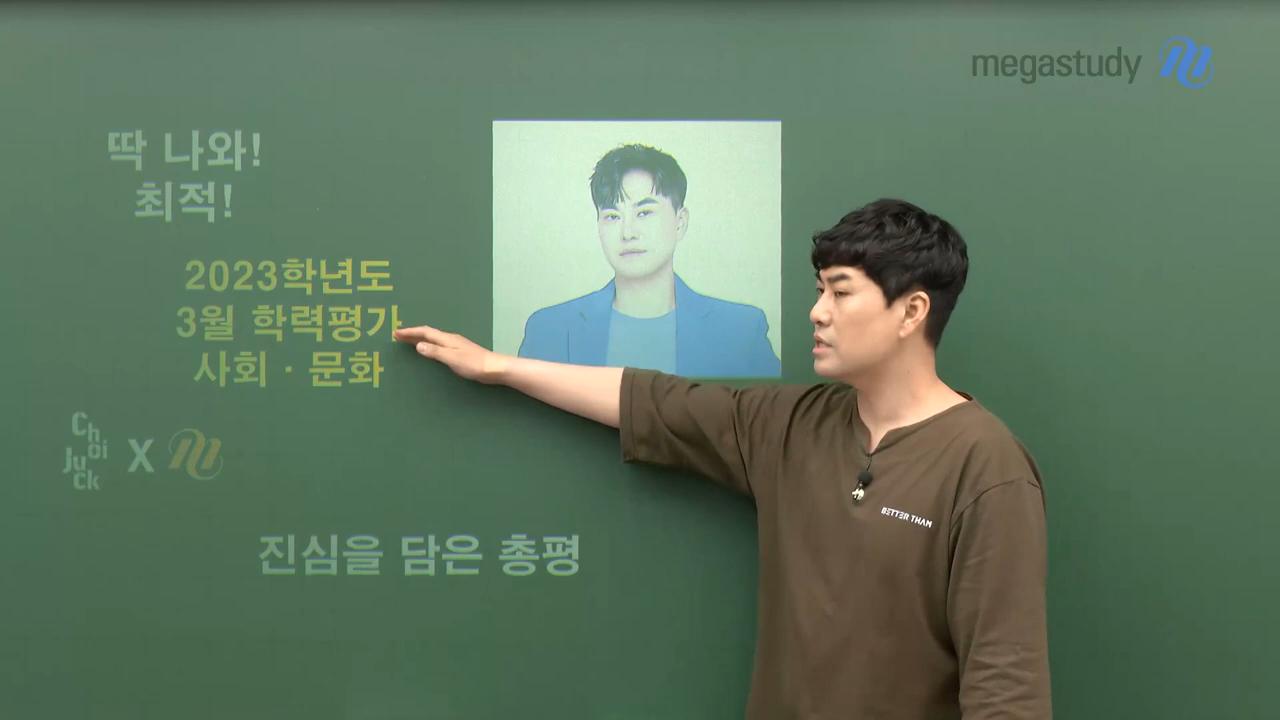 megastudy
딱 나와!
최적!
2023학년도
3월 학력평가
사회·문화
Choi
Juck
X
진심을 담은 총평
BETTER THAM